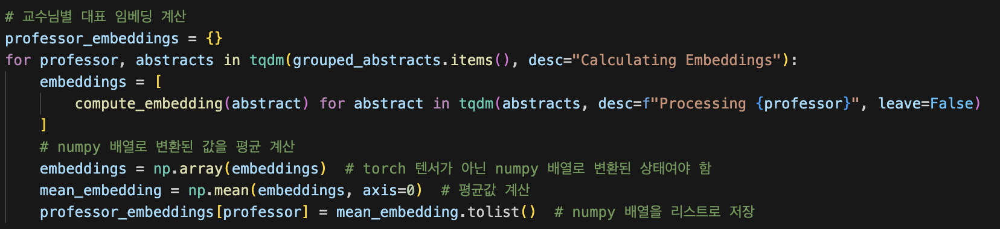 # 교수님별 대표 임베딩 계산
professor_embeddings = {}
for professor, abstracts in tqdm(grouped_abstracts.items(), desc="Calculating Embeddings"):
    embeddings = [
        compute_embedding(abstract) for abstract in tqdm(abstracts, desc=f"Processing {professor}", leave=False)
    ]
    # numpy 배열로 변환된 값을 평균 계산
    embeddings = np.array(embeddings)  # torch 텐서가 아닌 numpy 배열로 변환된 상태여야 함
    mean_embedding = np.mean(embeddings, axis=0)  # 평균값 계산
    professor_embeddings[professor] = mean_embedding.tolist()  # numpy 배열을 리스트로 저장